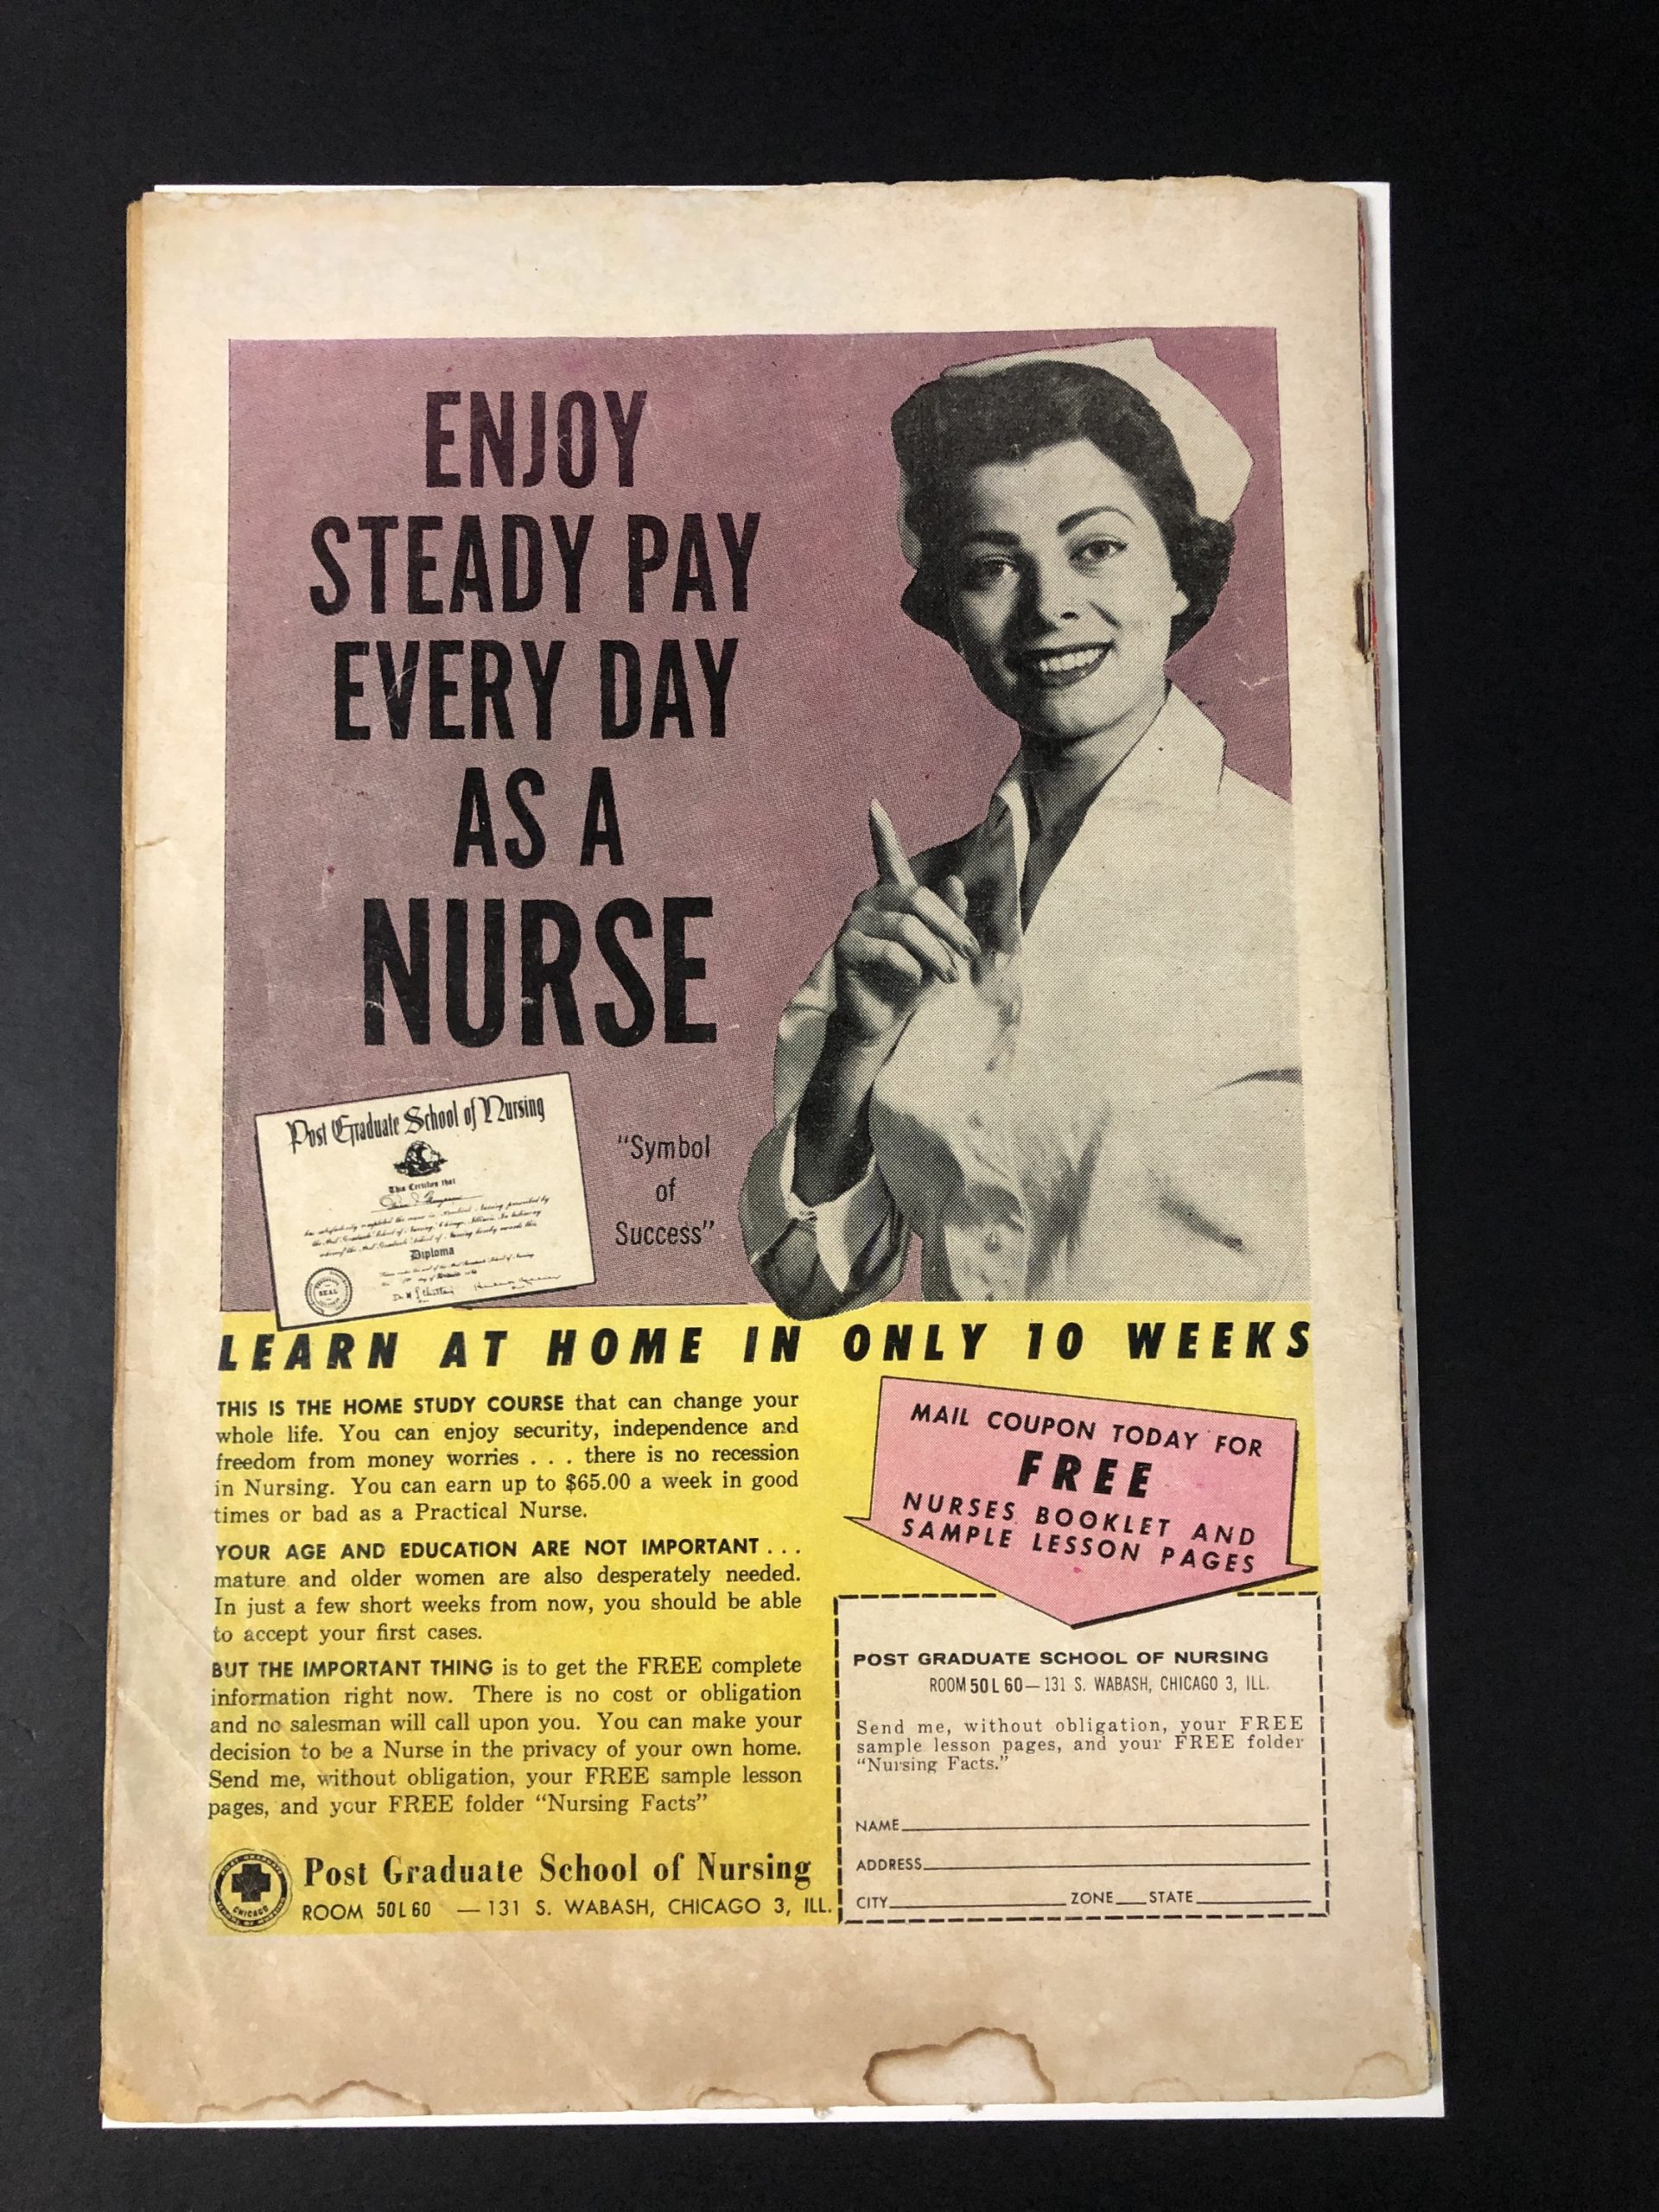 ENJOY
STEADY PAY
EVERY DAY
AS A
NURSE
Post Graduate School of Nursing
This Certifies that
Diploma
SEAL
"Symbol
of
Success"
LEARN AT HOME IN ONLY 10 WEEKS
THIS IS THE HOME STUDY COURSE that can change your
whole life. You can enjoy security, independence and
freedom from money worries . . . there is no recession
in Nursing. You can earn up to $65.00 a week in good
times or bad as a Practical Nurse.
YOUR AGE AND EDUCATION ARE NOT IMPORTANT . . .
mature and older women are also desperately needed.
In just a few short weeks from now, you should be able
to accept your first cases.
BUT THE IMPORTANT THING is to get the FREE complete
information right now. There is no cost or obligation
and no salesman will call upon you. You can make your
decision to be a Nurse in the privacy of your own home.
Send me, without obligation, your FREE sample lesson
pages, and your FREE folder "Nursing Facts"
CHICAGO
Post Graduate School of Nursing
ROOM 50L60 — 131 S. WABASH, CHICAGO 3, ILL.
MAIL COUPON TODAY FOR
FREE
NURSES BOOKLET AND
SAMPLE LESSON PAGES
POST GRADUATE SCHOOL OF NURSING
ROOM 50L60 — 131 S. WABASH, CHICAGO 3, ILL.
Send me, without obligation, your FREE
sample lesson pages, and your FREE folder
"Nursing Facts."
NAME
ADDRESS
CITY ZONE STATE